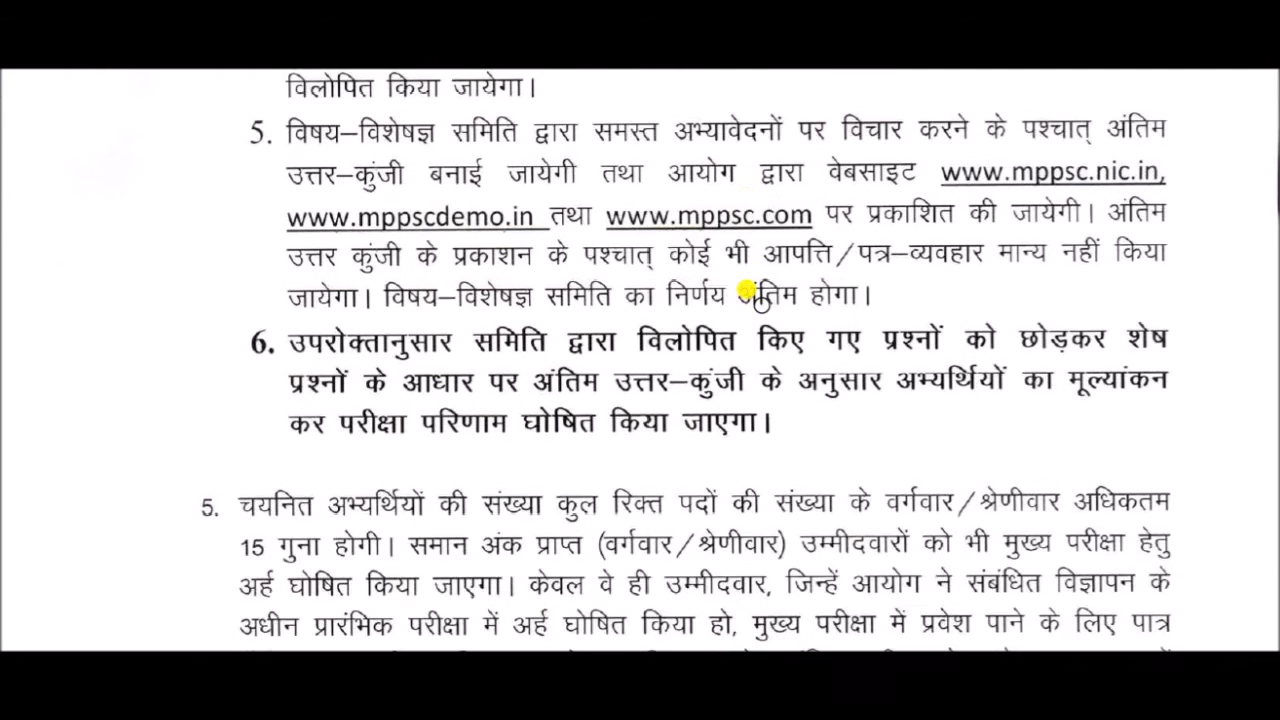 विलोपित किया जायेगा।
5. विषय–विशेषज्ञ समिति द्वारा समस्त अभ्यावेदनों पर विचार करने के पश्चात् अंतिम
उत्तर–कुंजी बनाई जायेगी तथा आयोग द्वारा वेबसाइट www.mppsc.nic.in,
www.mppscdemo.in तथा www.mppsc.com पर प्रकाशित की जायेगी। अंतिम
उत्तर कुंजी के प्रकाशन के पश्चात् कोई भी आपत्ति/पत्र–व्यवहार मान्य नहीं किया
जायेगा। विषय–विशेषज्ञ समिति का निर्णय अंतिम होगा।
6. उपरोक्तानुसार समिति द्वारा विलोपित किए गए प्रश्नों को छोड़कर शेष
प्रश्नों के आधार पर अंतिम उत्तर–कुंजी के अनुसार अभ्यर्थियों का मूल्यांकन
कर परीक्षा परिणाम घोषित किया जाएगा।
5. चयनित अभ्यर्थियों की संख्या कुल रिक्त पदों की संख्या के वर्गवार/श्रेणीवार अधिकतम
15 गुना होगी। समान अंक प्राप्त (वर्गवार/श्रेणीवार) उम्मीदवारों को भी मुख्य परीक्षा हेतु
अर्ह घोषित किया जाएगा। केवल वे ही उम्मीदवार, जिन्हें आयोग ने संबंधित विज्ञापन के
अधीन प्रारंभिक परीक्षा में अर्ह घोषित किया हो, मुख्य परीक्षा में प्रवेश पाने के लिए पात्र